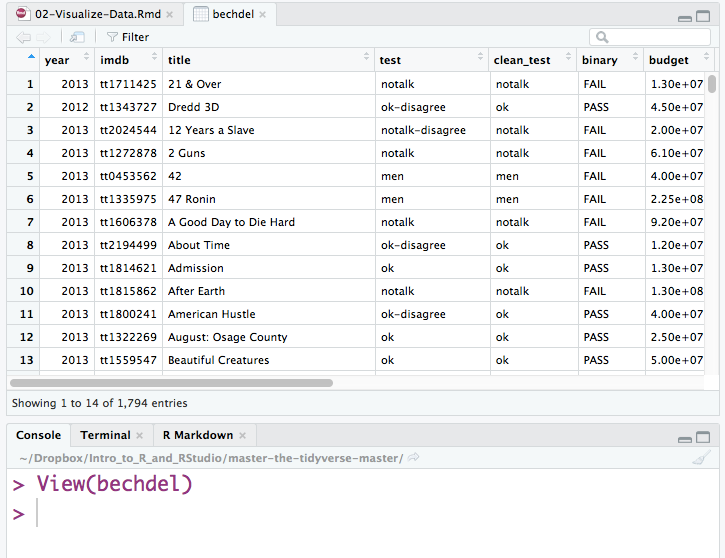 02-Visualize-Data.Rmd × bechdel ×
Filter
year imdb title test clean_test binary budget
1 2013 tt1711425 21 & Over notalk notalk FAIL 1.30e+07
2 2012 tt1343727 Dredd 3D ok-disagree ok PASS 4.50e+07
3 2013 tt2024544 12 Years a Slave notalk-disagree notalk FAIL 2.00e+07
4 2013 tt1272878 2 Guns notalk notalk FAIL 6.10e+07
5 2013 tt0453562 42 men men FAIL 4.00e+07
6 2013 tt1335975 47 Ronin men men FAIL 2.25e+08
7 2013 tt1606378 A Good Day to Die Hard notalk notalk FAIL 9.20e+07
8 2013 tt2194499 About Time ok-disagree ok PASS 1.20e+07
9 2013 tt1814621 Admission ok ok PASS 1.30e+07
10 2013 tt1815862 After Earth notalk notalk FAIL 1.30e+08
11 2013 tt1800241 American Hustle ok-disagree ok PASS 4.00e+07
12 2013 tt1322269 August: Osage County ok ok PASS 2.50e+07
13 2013 tt1559547 Beautiful Creatures ok ok PASS 5.00e+07
Showing 1 to 14 of 1,794 entries
Console Terminal × R Markdown ×
~/Dropbox/Intro_to_R_and_RStudio/master-the-tidyverse-master/
> View(bechdel)
>